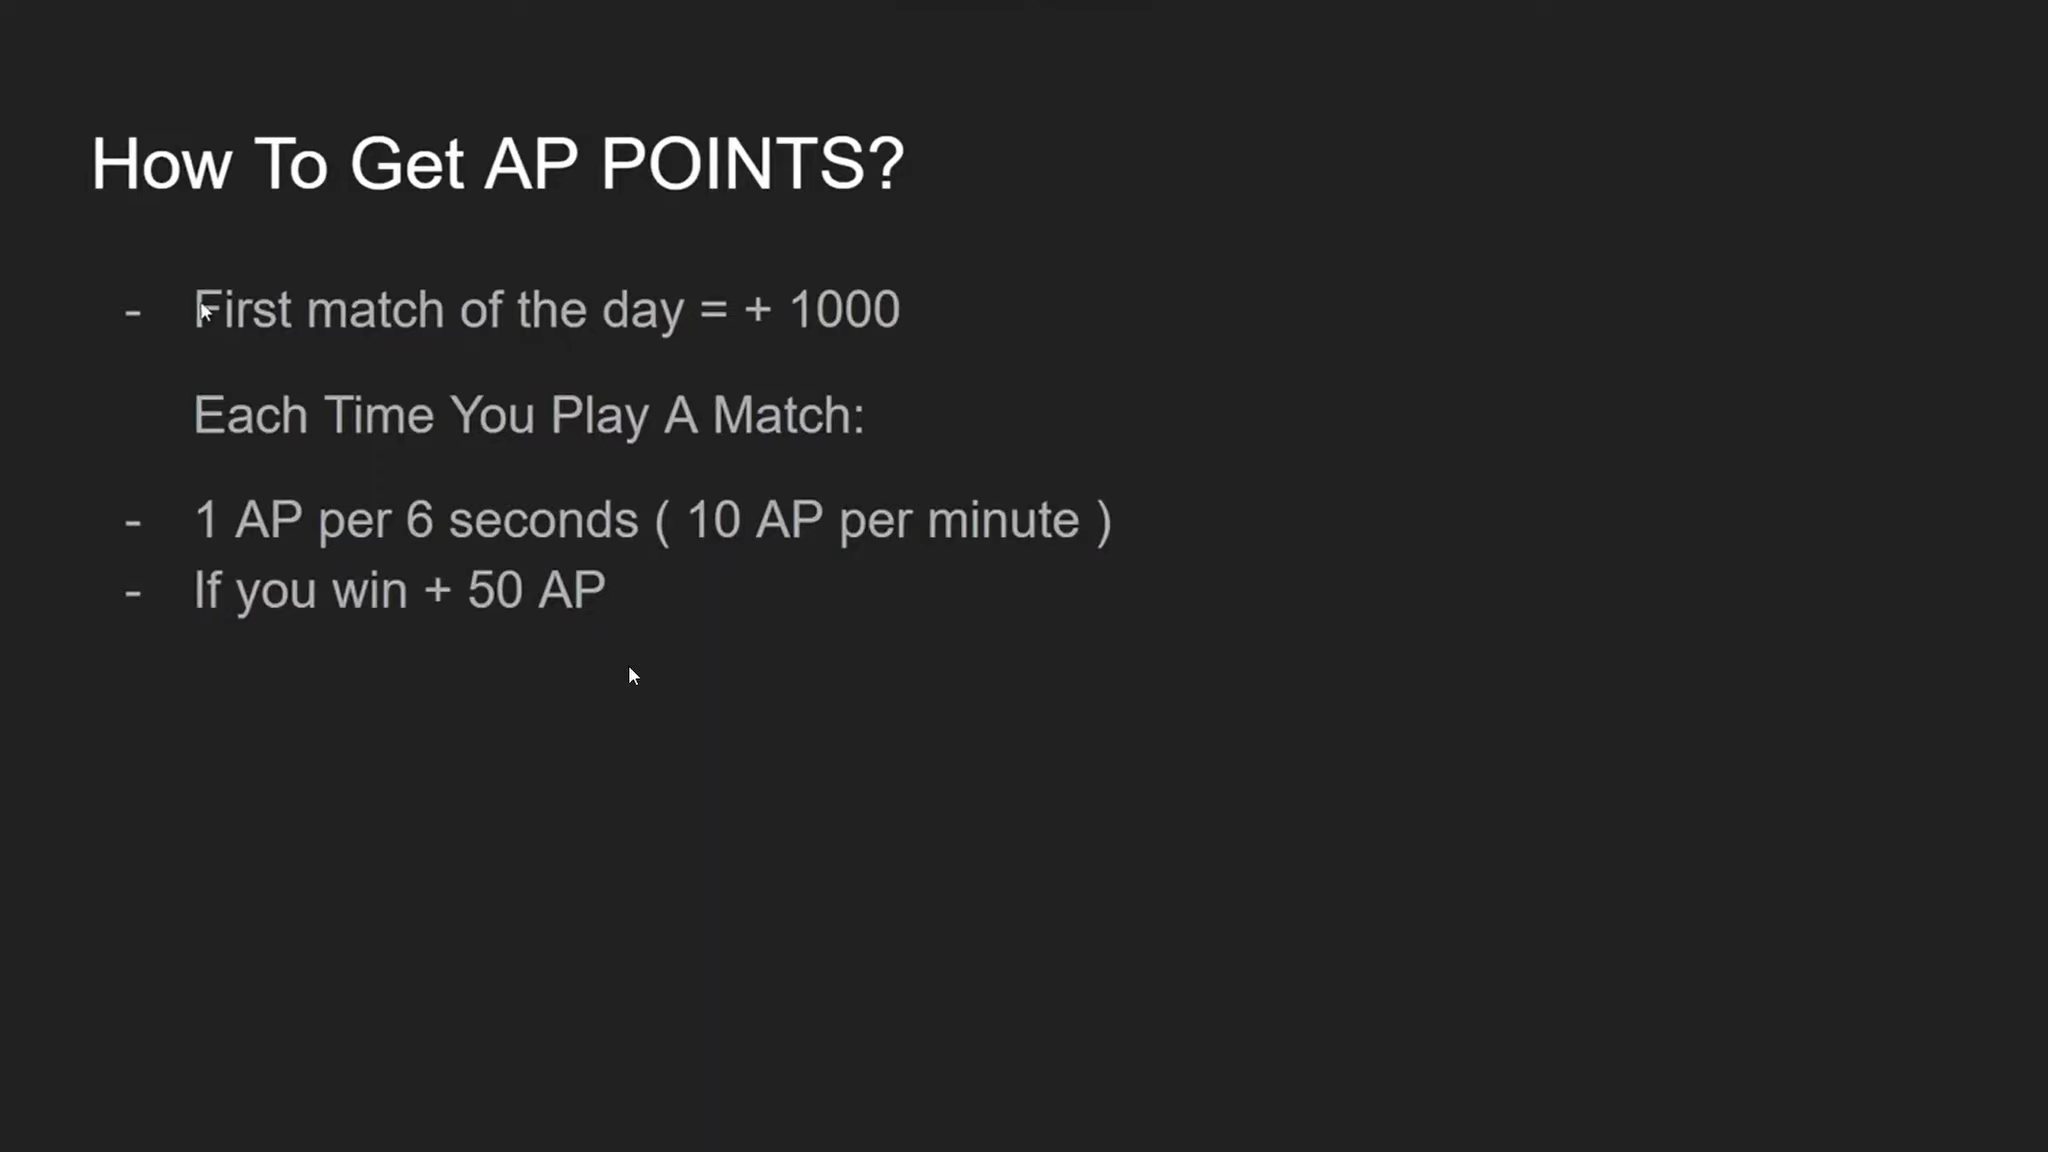 How To Get AP POINTS?
- First match of the day = + 1000
Each Time You Play A Match:
- 1 AP per 6 seconds ( 10 AP per minute )
- If you win + 50 AP